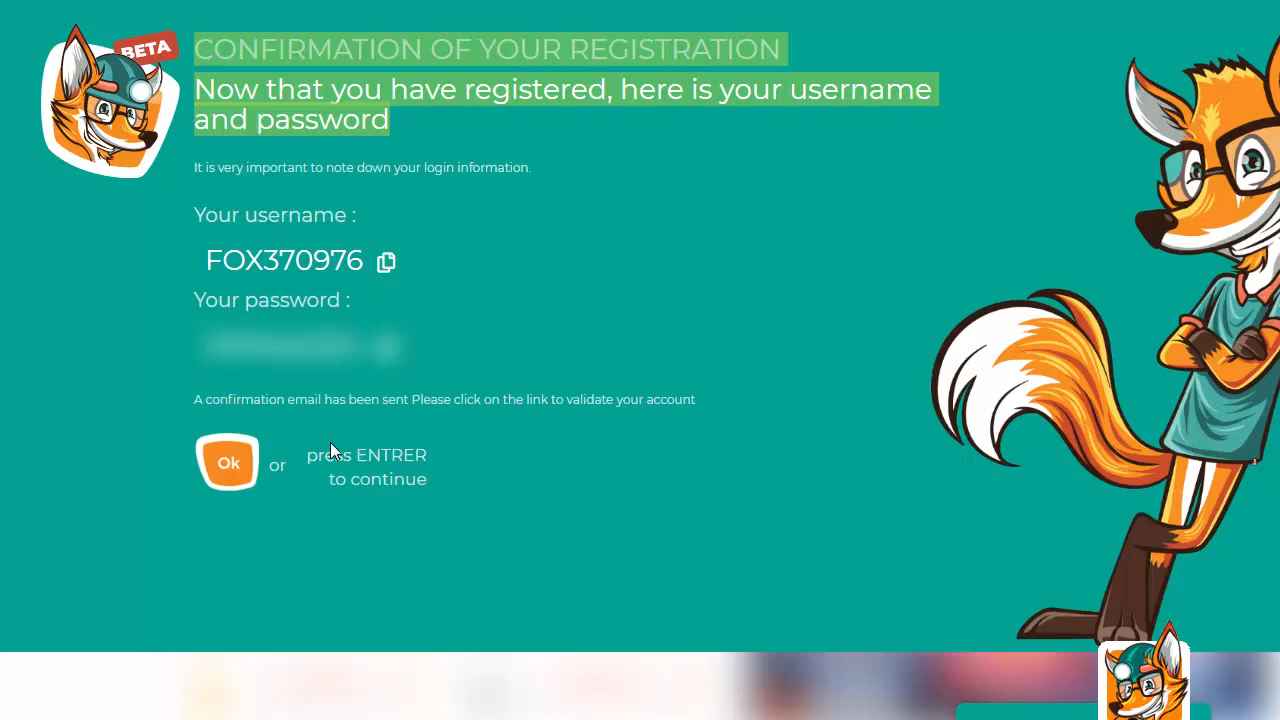 BETA
CONFIRMATION OF YOUR REGISTRATION
Now that you have registered, here is your username
and password
It is very important to note down your login information.
Your username :
FOX370976
Your password :
A confirmation email has been sent Please click on the link to validate your account
Ok
or
press ENTRER
to continue